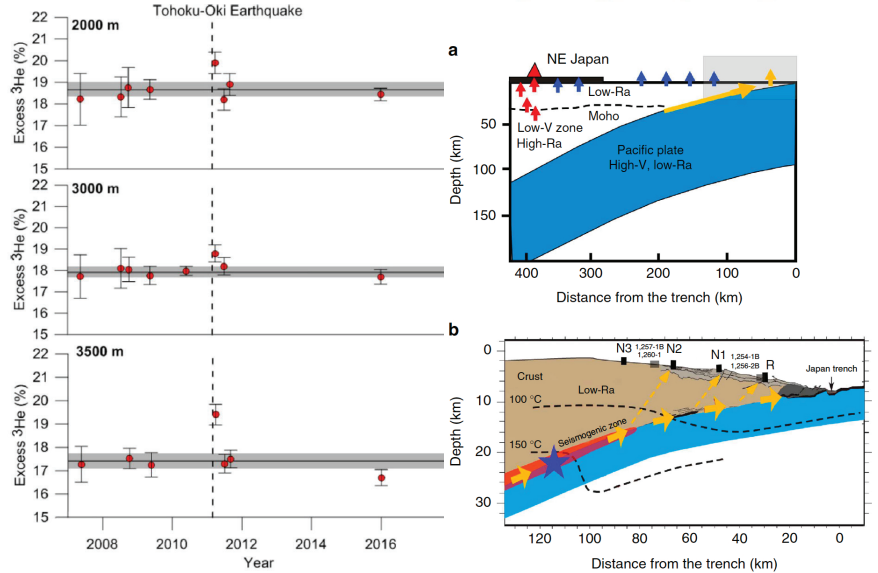 Tohoku-Oki Earthquake
2000 m
Excess ³He (%)
22
21
20
19
18
17
16
15
3000 m
Excess ³He (%)
22
21
20
19
18
17
16
15
3500 m
Excess ³He (%)
22
21
20
19
18
17
16
15
2008
2010
2012
2014
2016
Year
a
NE Japan
Low-Ra
Moho
Low-V zone
High-Ra
Pacific plate
High-V, low-Ra
Depth (km)
50
100
150
400
300
200
100
0
Distance from the trench (km)
b
N3
1,257-1B
1,260-1
N2
N1
1,254-1B
1,256-2B
R
Japan trench
Crust
Low-Ra
100 °C
Seismogenic zone
150 °C
Depth (km)
0
10
20
30
120
100
80
60
40
20
0
Distance from the trench (km)